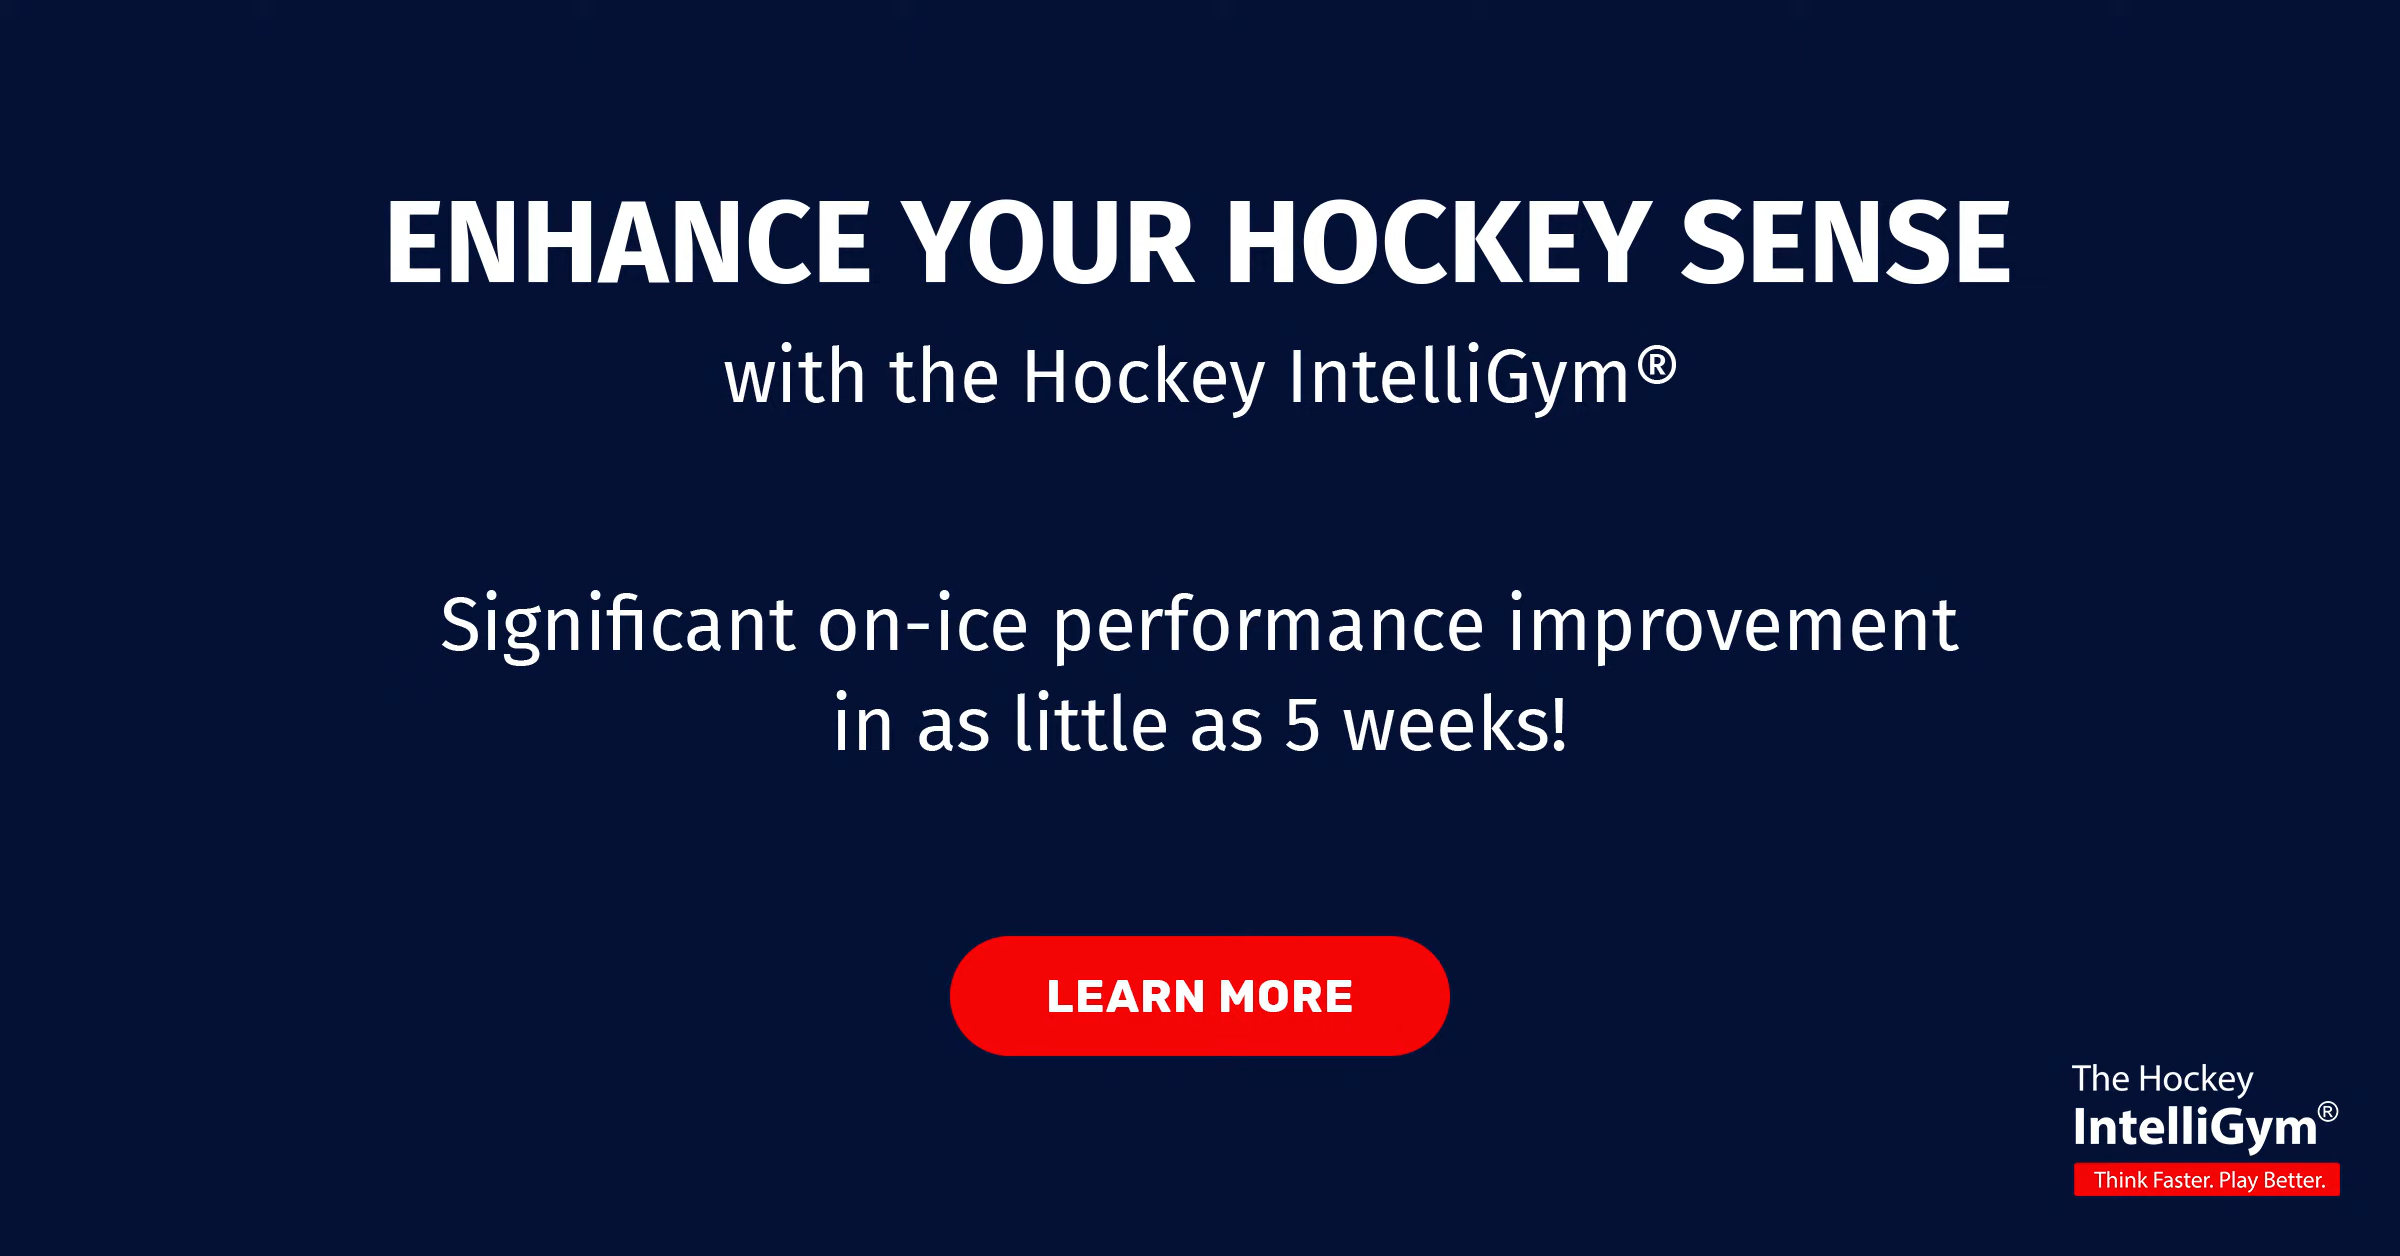 ENHANCE YOUR HOCKEY SENSE
with the Hockey IntelliGym®
Significant on-ice performance improvement
in as little as 5 weeks!
LEARN MORE
The Hockey
IntelliGym®
Think Faster. Play Better.